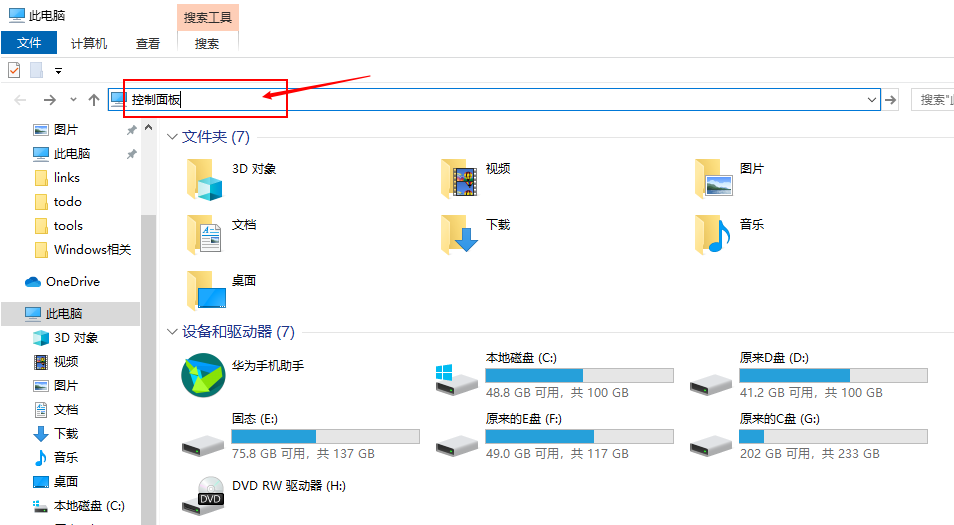 此电脑
搜索工具
文件
计算机
查看
搜索
控制面板
搜索"
图片
此电脑
links
todo
tools
Windows相关
OneDrive
此电脑
3D 对象
视频
图片
文档
下载
音乐
桌面
本地磁盘 (C:)
文件夹 (7)
3D 对象
视频
图片
文档
下载
音乐
桌面
设备和驱动器 (7)
华为手机助手
本地磁盘 (C:)
48.8 GB 可用，共 100 GB
原来D盘 (D:)
41.2 GB 可用，共 100 GB
固态 (E:)
75.8 GB 可用，共 137 GB
原来的E盘 (F:)
49.0 GB 可用，共 117 GB
原来的C盘 (G:)
202 GB 可用，共 233 GB
DVD RW 驱动器 (H:)
DVD